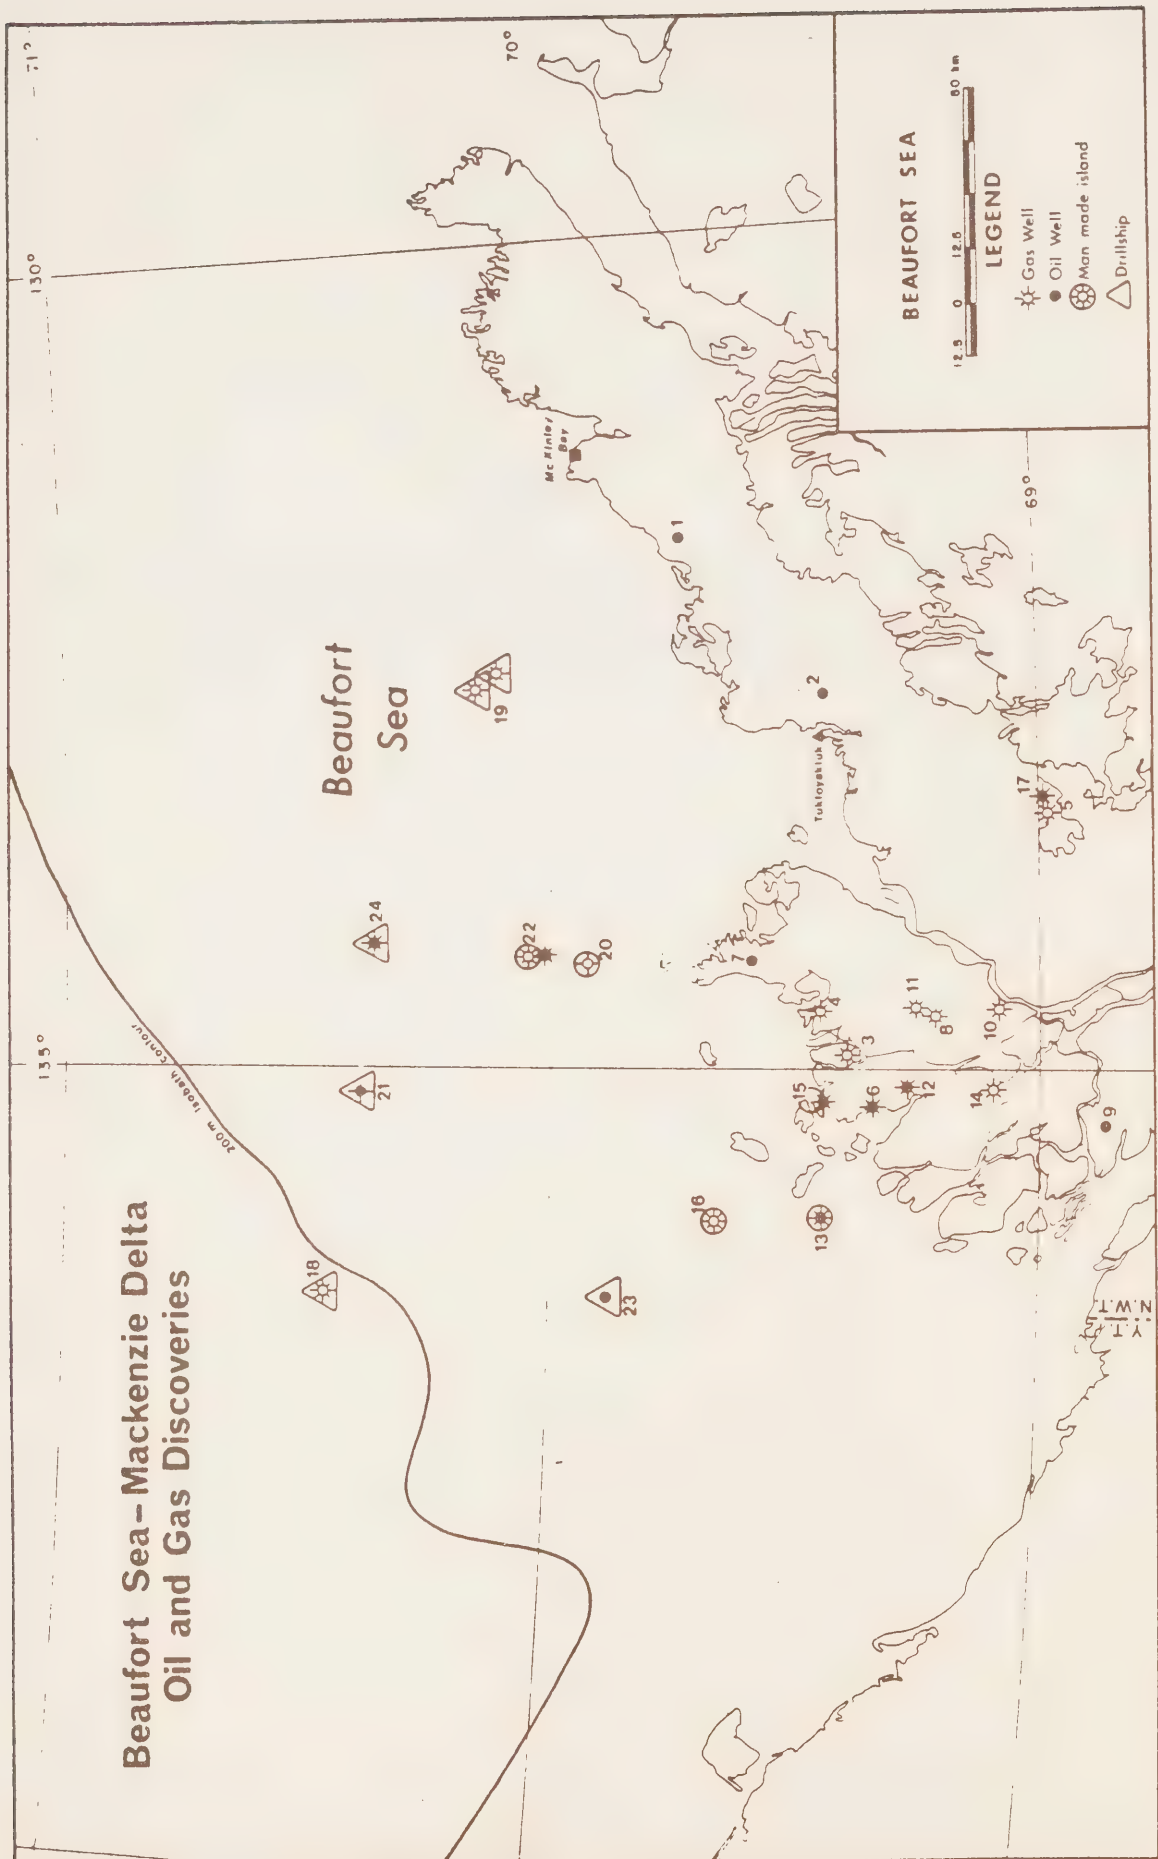 Beaufort Sea–Mackenzie Delta
Oil and Gas Discoveries
71°
70°
69°
130°
135°
200m Isobath contour
Beaufort
Sea
McKinley
Bay
Tuktoyaktuk
Y.T.
N.W.T.
1
2
3
4
5
6
7
8
9
10
11
12
13
14
15
16
17
18
19
20
21
22
23
24
BEAUFORT SEA
12.5 0 12.5 50 km
LEGEND
Gas Well
Oil Well
Man made island
Drillship